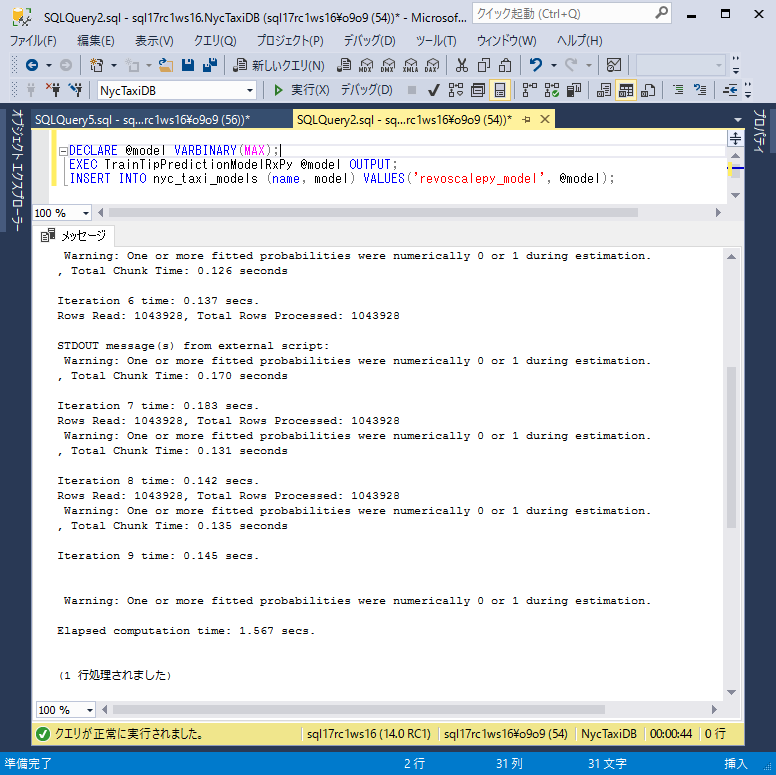 SQLQuery2.sql - sql17rc1ws16.NycTaxiDB (sql17rc1ws16¥o9o9 (54))* - Microsof...
クイック起動 (Ctrl+Q)
ファイル(F) 編集(E) 表示(V) クエリ(Q) プロジェクト(P) デバッグ(D) ツール(T) ウィンドウ(W) ヘルプ(H)
新しいクエリ(N) MDX DMX XMLA DAX
NycTaxiDB 実行(X) デバッグ(D)
オブジェクト エクスプローラー
プロパティ
SQLQuery5.sql - sq...rc1ws16¥o9o9 (56))* SQLQuery2.sql - sq...rc1ws16¥o9o9 (54))*
DECLARE @model VARBINARY(MAX);
EXEC TrainTipPredictionModelRxPy @model OUTPUT;
INSERT INTO nyc_taxi_models (name, model) VALUES('revoscalepy_model', @model);
100 %
メッセージ
Warning: One or more fitted probabilities were numerically 0 or 1 during estimation.
, Total Chunk Time: 0.126 seconds
Iteration 6 time: 0.137 secs.
Rows Read: 1043928, Total Rows Processed: 1043928
STDOUT message(s) from external script:
Warning: One or more fitted probabilities were numerically 0 or 1 during estimation.
, Total Chunk Time: 0.170 seconds
Iteration 7 time: 0.183 secs.
Rows Read: 1043928, Total Rows Processed: 1043928
Warning: One or more fitted probabilities were numerically 0 or 1 during estimation.
, Total Chunk Time: 0.131 seconds
Iteration 8 time: 0.142 secs.
Rows Read: 1043928, Total Rows Processed: 1043928
Warning: One or more fitted probabilities were numerically 0 or 1 during estimation.
, Total Chunk Time: 0.135 seconds
Iteration 9 time: 0.145 secs.
Warning: One or more fitted probabilities were numerically 0 or 1 during estimation.
Elapsed computation time: 1.567 secs.
(1 行処理されました)
100 %
クエリが正常に実行されました。 sql17rc1ws16 (14.0 RC1) sql17rc1ws16¥o9o9 (54) NycTaxiDB 00:00:44 0 行
準備完了 2 行 31 列 31 文字 挿入